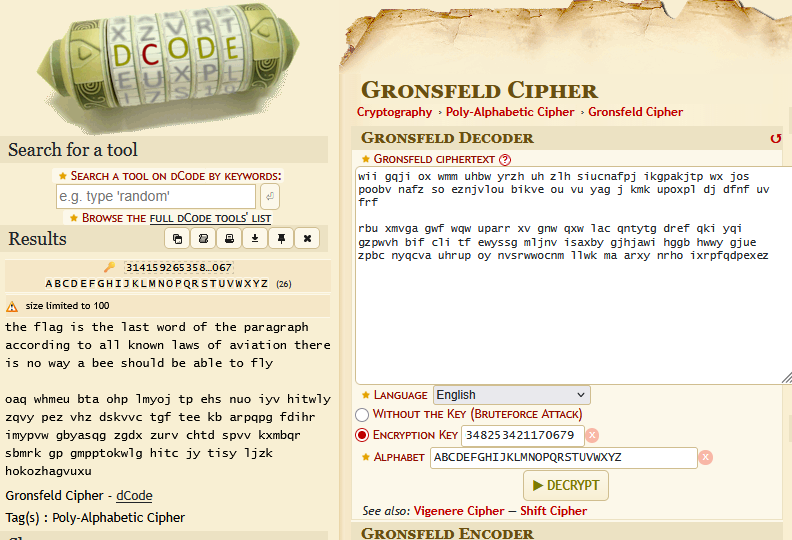 X Z V R T
D C O D E
E U X P L
Search for a tool
★ SEARCH A TOOL ON DCODE BY KEYWORDS:
e.g. type 'random'
★ BROWSE THE FULL DCODE TOOLS' LIST
Results
314159265358…067
ABCDEFGHIJKLMNOPQRSTUVWXYZ (26)
size limited to 100
the flag is the last word of the paragraph
according to all known laws of aviation there
is no way a bee should be able to fly
oaq whmeu bta ohp lmyoj tp ehs nuo iyv hitwly
zqvy pez vhz dskvvc tgf tee kb arpqpg fdihr
imypvw gbyasqg zgdx zurv chtd spvv kxmbqr
sbmrk gp gmpptokwlg hitc jy tisy ljzk
hokozhagvuxu
Gronsfeld Cipher - dCode
Tag(s) : Poly-Alphabetic Cipher
GRONSFELD CIPHER
Cryptography › Poly-Alphabetic Cipher › Gronsfeld Cipher
GRONSFELD DECODER
★ GRONSFELD CIPHERTEXT ?
wii gqji ox wmm uhbw yrzh uh zlh siucnafpj ikgpakjtp wx jos
poobv nafz so eznjvlou bikve ou vu yag j kmk upoxpl dj dfnf uv
frf
rbu xmvga gwf wqw uparr xv gnw qxw lac qntytg dref qki yqi
gzpwvh bif cli tf ewyssg mljnv isaxby gjhjawi hggb hwwy gjue
zpbc nyqcva uhrup oy nvsrwwocnm llwk ma arxy nrho ixrpfqdpexez
★ LANGUAGE English
WITHOUT THE KEY (BRUTEFORCE ATTACK)
ENCRYPTION KEY 348253421170679 x
★ ALPHABET ABCDEFGHIJKLMNOPQRSTUVWXYZ x
▶ DECRYPT
See also: Vigenere Cipher — Shift Cipher
GRONSFELD ENCODER